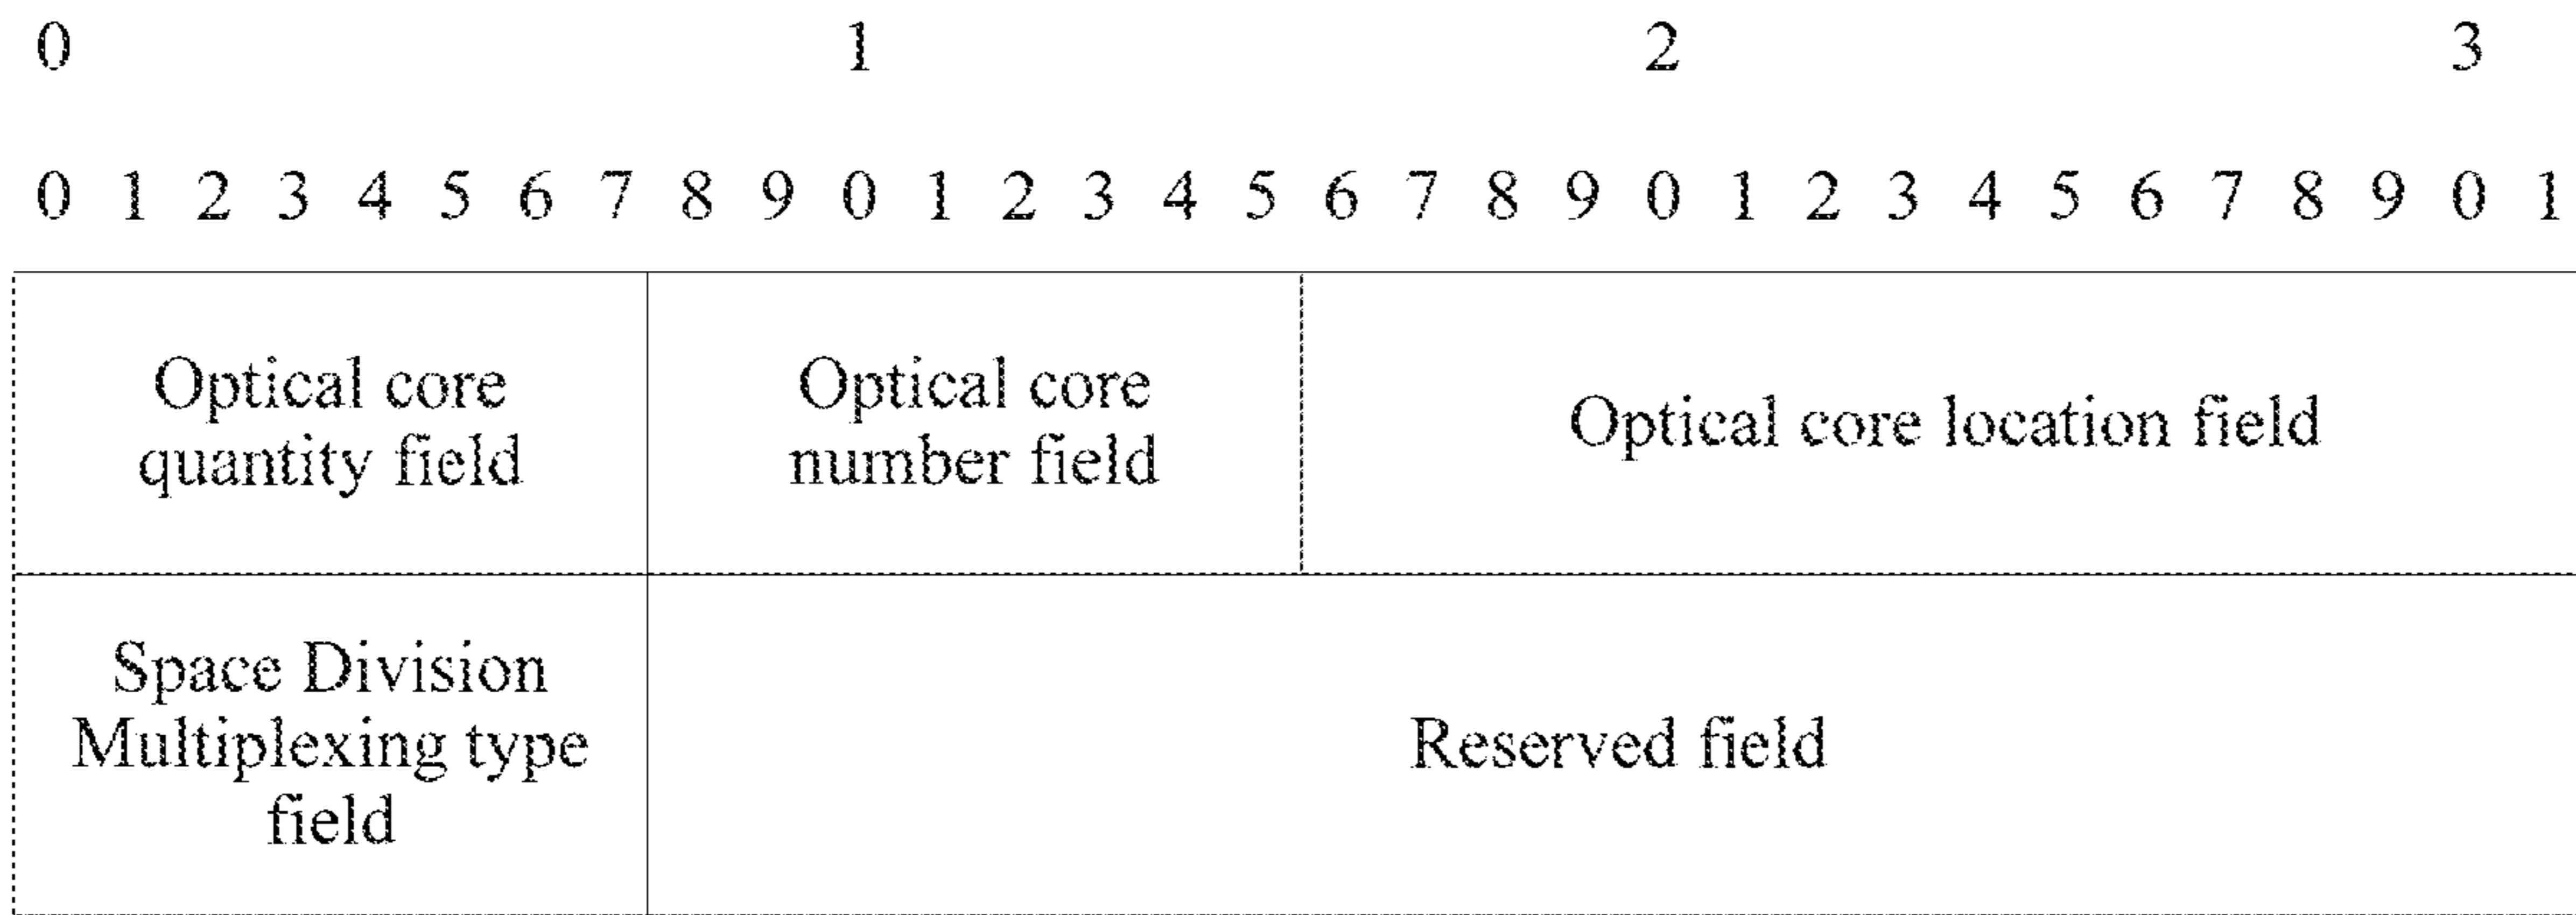 0 1 2 3
0 1 2 3 4 5 6 7 8 9 0 1 2 3 4 5 6 7 8 9 0 1 2 3 4 5 6 7 8 9 0 1
Optical core
quantity field
Optical core
number field
Optical core location field
Space Division
Multiplexing type
field
Reserved field